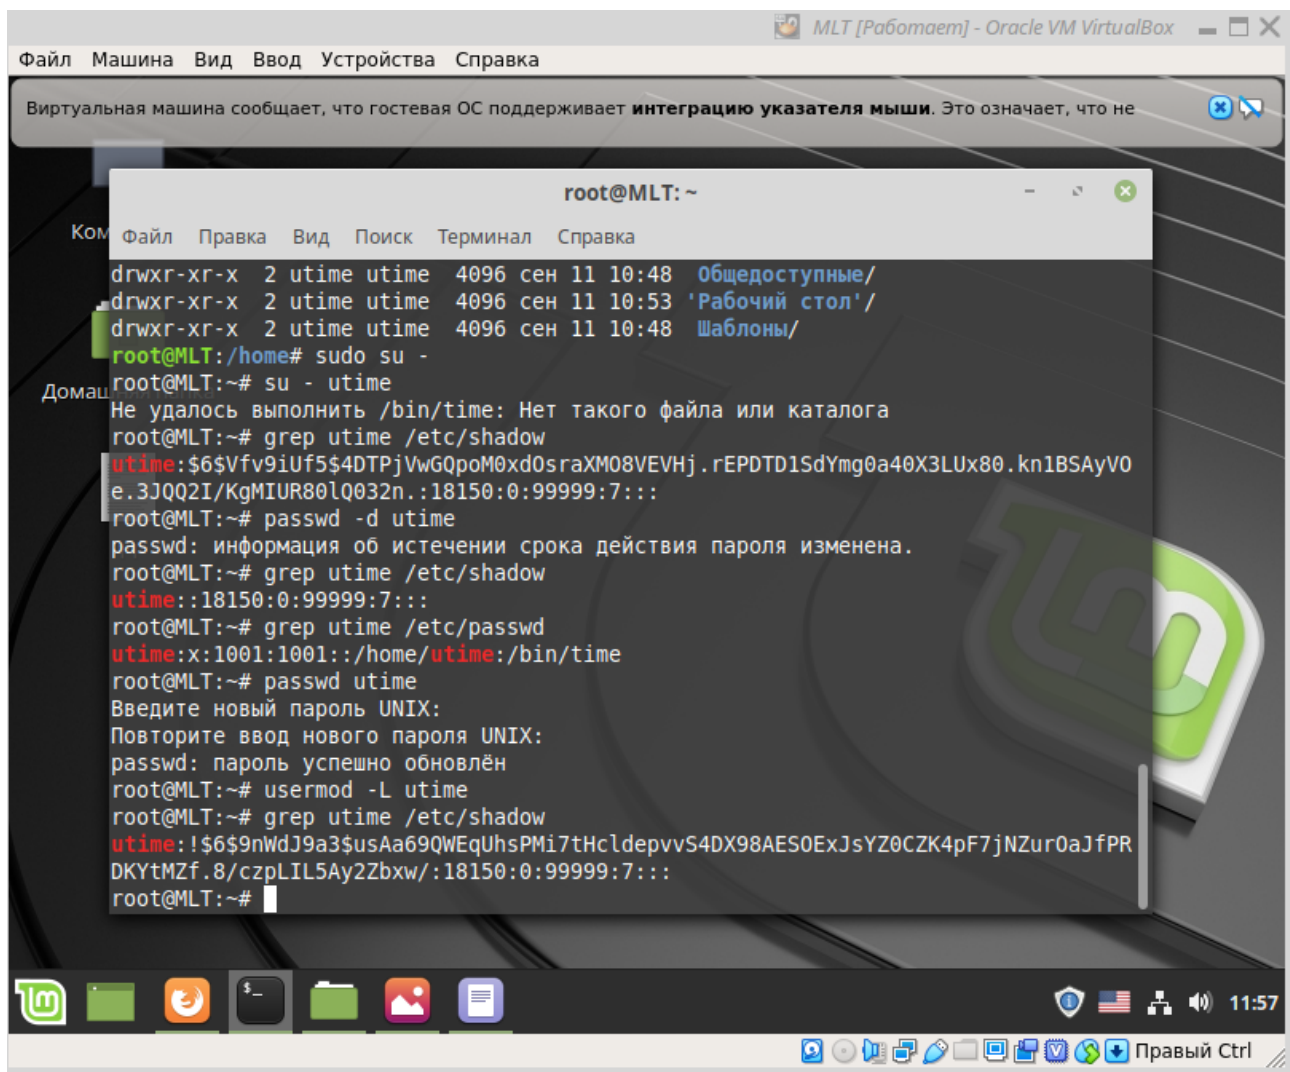 MLT [Работает] - Oracle VM VirtualBox
Файл Машина Вид Ввод Устройства Справка
Виртуальная машина сообщает, что гостевая ОС поддерживает интеграцию указателя мыши. Это означает, что не
root@MLT: ~
Ком
Файл Правка Вид Поиск Терминал Справка
drwxr-xr-x 2 utime utime 4096 сен 11 10:48 Общедоступные/
drwxr-xr-x 2 utime utime 4096 сен 11 10:53 'Рабочий стол'/
drwxr-xr-x 2 utime utime 4096 сен 11 10:48 Шаблоны/
root@MLT:/home# sudo su -
root@MLT:~# su - utime
Домашняя папка
Не удалось выполнить /bin/time: Нет такого файла или каталога
root@MLT:~# grep utime /etc/shadow
utime:$6$Vfv9iUf5$4DTPjVwGQpoM0xdOsraXMO8VEVHj.rEPDTD1SdYmg0a40X3LUx80.kn1BSAyVO
e.3JQQ2I/KgMIUR80lQ032n.:18150:0:99999:7:::
root@MLT:~# passwd -d utime
passwd: информация об истечении срока действия пароля изменена.
root@MLT:~# grep utime /etc/shadow
utime::18150:0:99999:7:::
root@MLT:~# grep utime /etc/passwd
utime:x:1001:1001::/home/utime:/bin/time
root@MLT:~# passwd utime
Введите новый пароль UNIX:
Повторите ввод нового пароля UNIX:
passwd: пароль успешно обновлён
root@MLT:~# usermod -L utime
root@MLT:~# grep utime /etc/shadow
utime:!$6$9nWdJ9a3$usAa69QWEqUhsPMi7tHcldepvvS4DX98AESOExJsYZ0CZK4pF7jNZurOaJfPR
DKYtMZf.8/czpLIL5Ay2Zbxw/:18150:0:99999:7:::
root@MLT:~#
11:57
Правый Ctrl